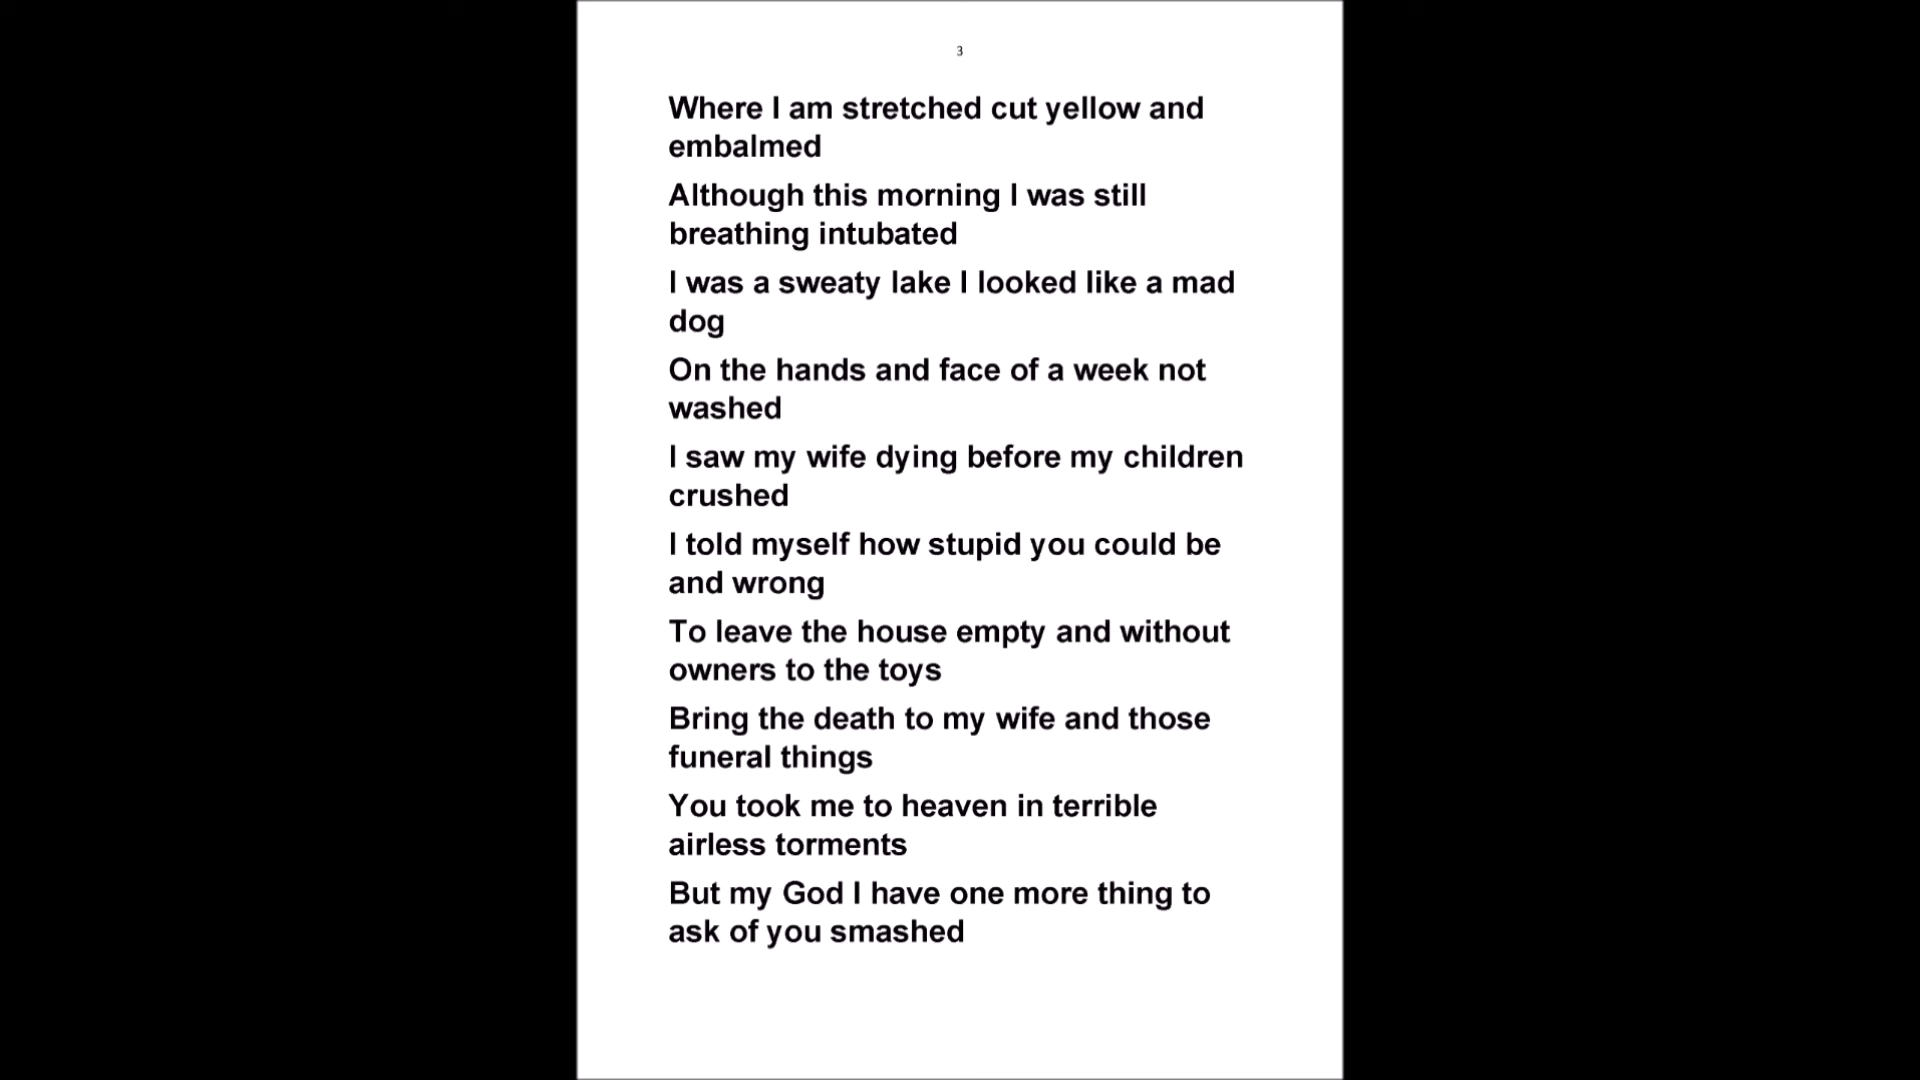 3
Where I am stretched cut yellow and
embalmed
Although this morning I was still
breathing intubated
I was a sweaty lake I looked like a mad
dog
On the hands and face of a week not
washed
I saw my wife dying before my children
crushed
I told myself how stupid you could be
and wrong
To leave the house empty and without
owners to the toys
Bring the death to my wife and those
funeral things
You took me to heaven in terrible
airless torments
But my God I have one more thing to
ask of you smashed